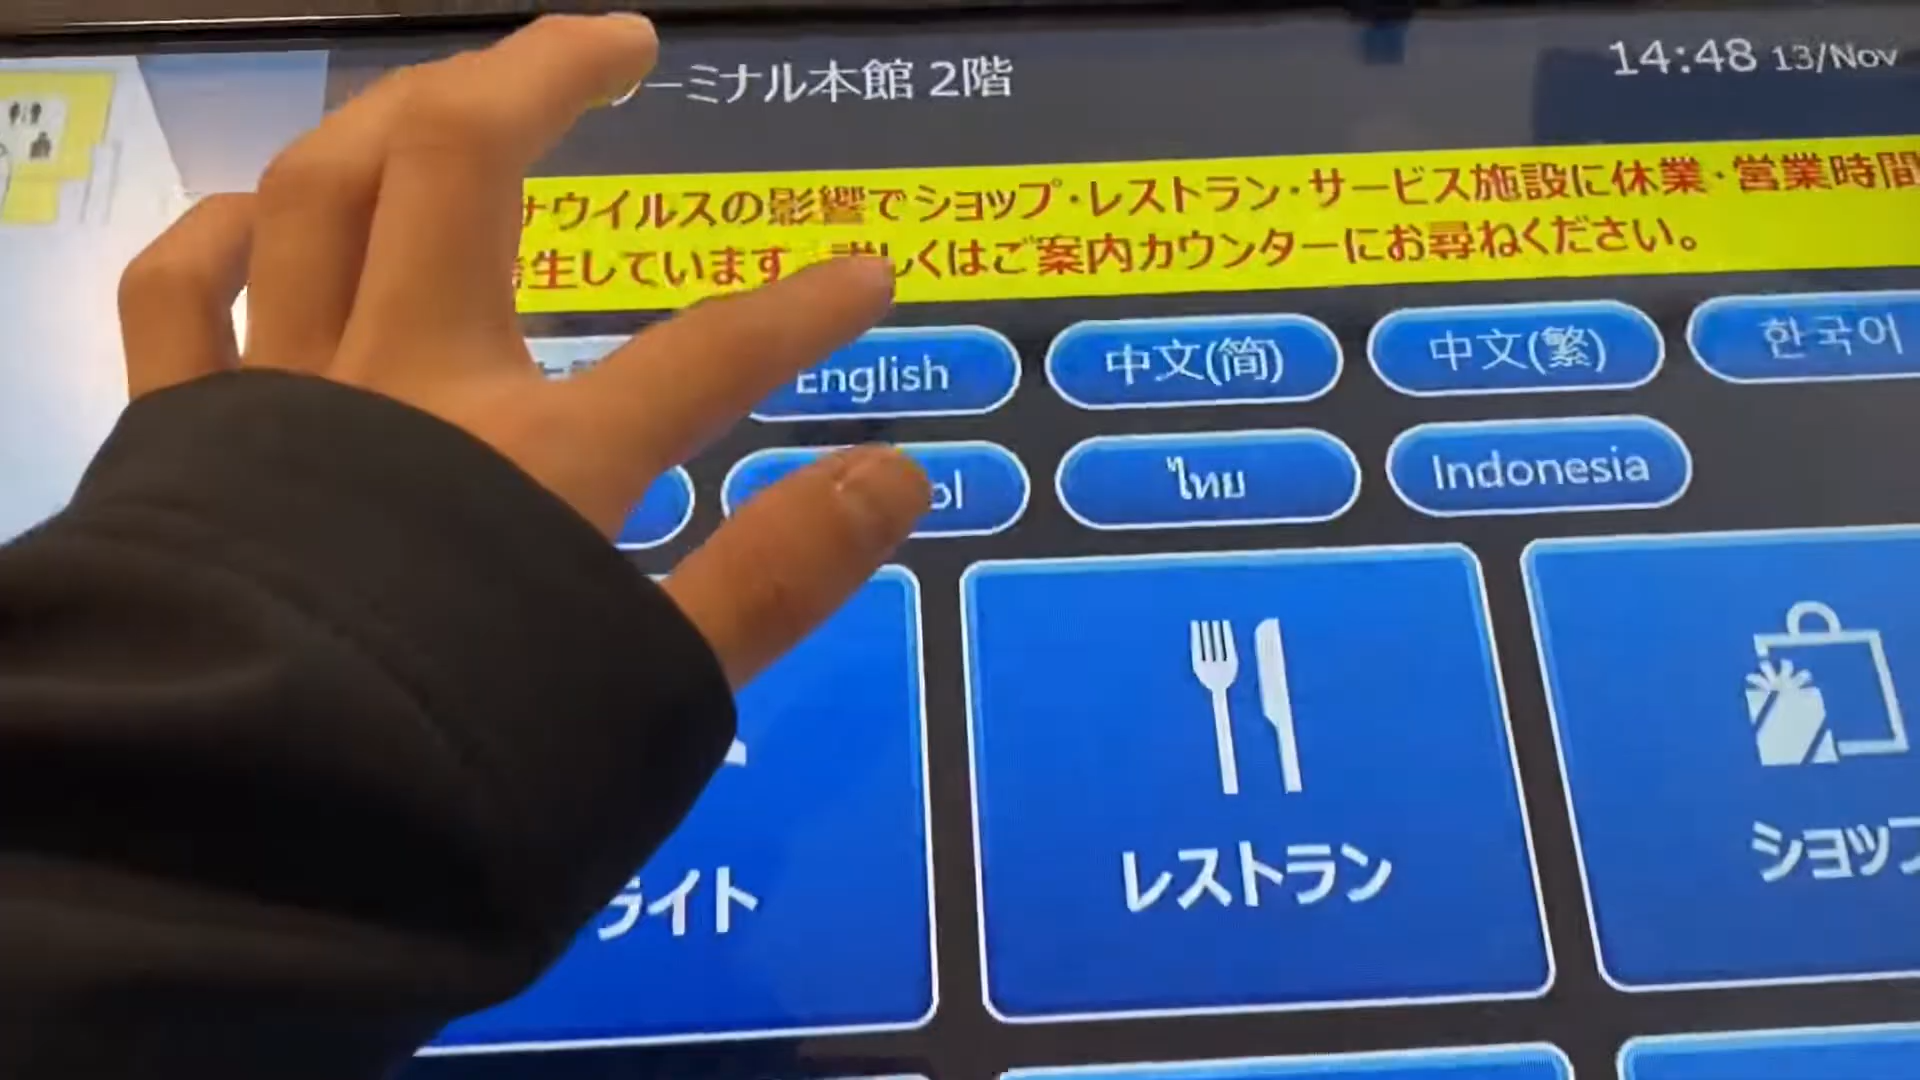 ーミナル本館 2階
14:48 13/Nov
ウイルスの影響でショップ・レストラン・サービス施設に休業・営業時間
生しています 詳しくはご案内カウンターにお尋ねください。
English
中文(简)
中文(繁)
한국어
ol
ไทย
Indonesia
ライト
レストラン
ショップ